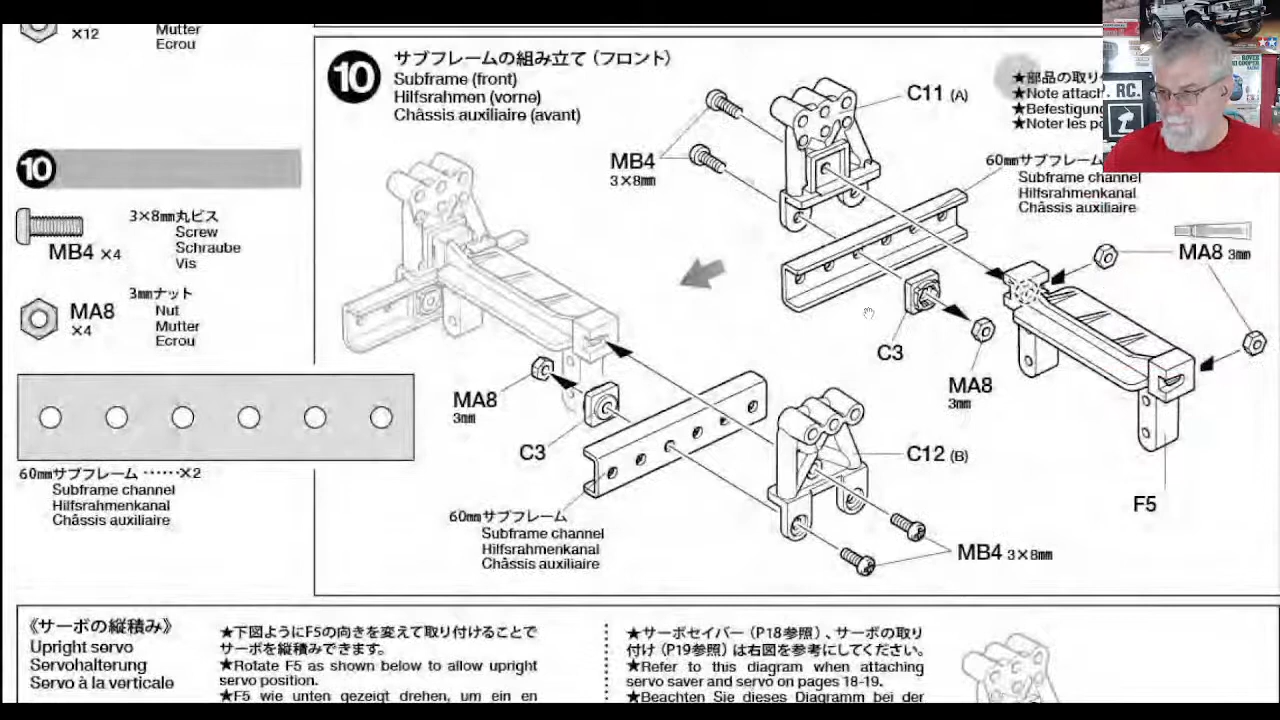 ×12
Mutter
Ecrou
10
サブフレームの組み立て（フロント）
Subframe (front)
Hilfsrahmen (vorne)
Châssis auxiliaire (avant)
C11 (A)
MB4
3×8mm
★部品の取り
★Note attach
★Befestigung
★Noter les po
RC.
ROVER
MINI COOPER
60mmサブフレーム
Subframe channel
Hilfsrahmenkanal
Châssis auxiliaire
MA8 3mm
C3
MA8
3mm
F5
10
3×8mm丸ビス
Screw
Schraube
Vis
MB4 ×4
3mmナット
MA8
×4
Nut
Mutter
Ecrou
60mmサブフレーム ······×2
Subframe channel
Hilfsrahmenkanal
Châssis auxiliaire
MA8
3mm
C3
60mmサブフレーム
Subframe channel
Hilfsrahmenkanal
Châssis auxiliaire
C12 (B)
MB4 3×8mm
《サーボの縦積み》
Upright servo
Servohalterung
Servo à la verticale
★下図ようにF5の向きを変えて取り付けることで
サーボを縦積みできます。
★Rotate F5 as shown below to allow upright
servo position.
★F5 wie unten gezeigt drehen, um ein en
★サーボセイバー（P18参照）、サーボの取り
付け（P19参照）は右図を参考にしてください。
★Refer to this diagram when attaching
servo saver and servo on pages 18-19.
★Beachten Sie dieses Diagramm bei der